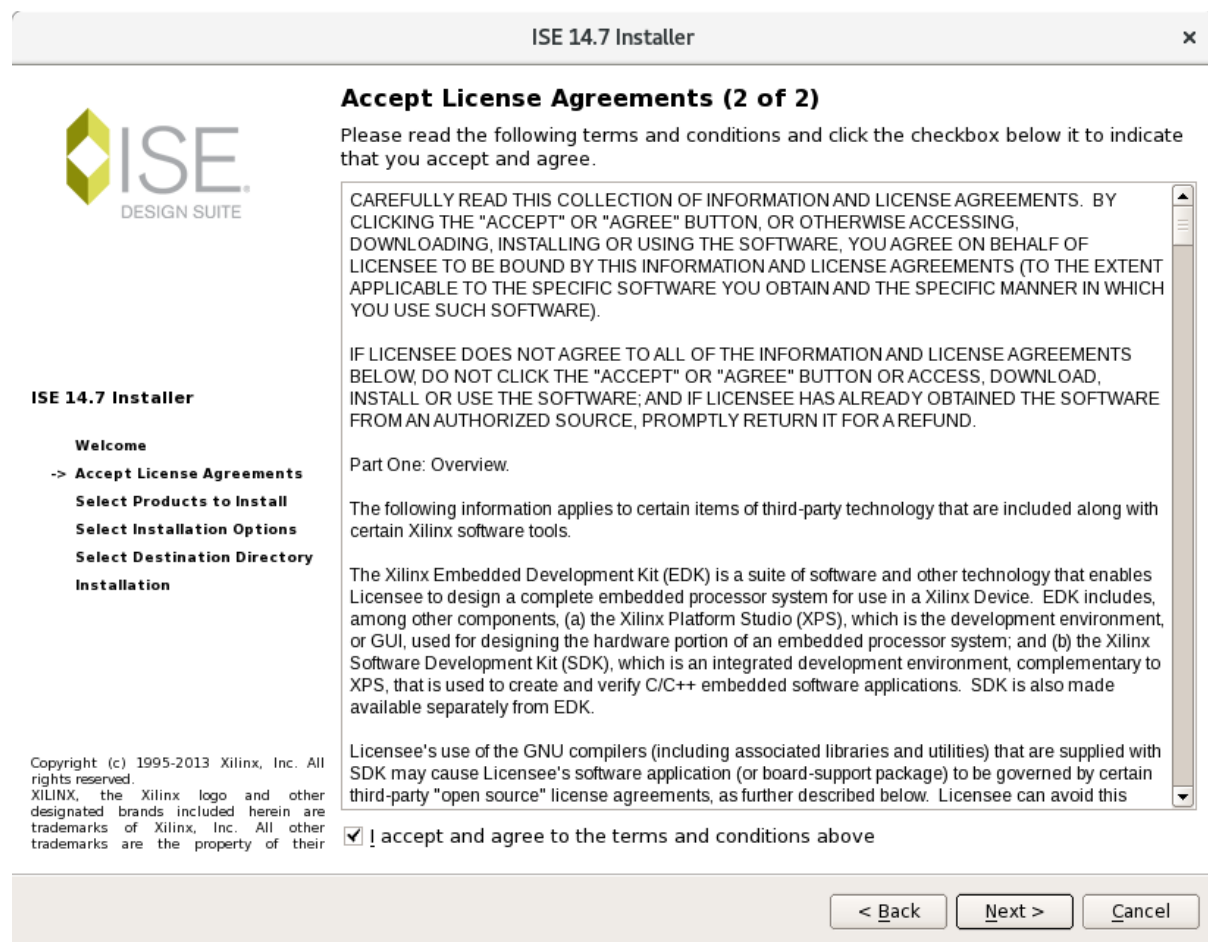 ISE 14.7 Installer
×
ISE
DESIGN SUITE
ISE 14.7 Installer
Welcome
-> Accept License Agreements
Select Products to Install
Select Installation Options
Select Destination Directory
Installation
Copyright (c) 1995-2013 Xilinx, Inc. All
rights reserved.
XILINX, the Xilinx logo and other
designated brands included herein are
trademarks of Xilinx, Inc. All other
trademarks are the property of their
Accept License Agreements (2 of 2)
Please read the following terms and conditions and click the checkbox below it to indicate
that you accept and agree.
CAREFULLY READ THIS COLLECTION OF INFORMATION AND LICENSE AGREEMENTS.  BY
CLICKING THE "ACCEPT" OR "AGREE" BUTTON, OR OTHERWISE ACCESSING,
DOWNLOADING, INSTALLING OR USING THE SOFTWARE, YOU AGREE ON BEHALF OF
LICENSEE TO BE BOUND BY THIS INFORMATION AND LICENSE AGREEMENTS (TO THE EXTENT
APPLICABLE TO THE SPECIFIC SOFTWARE YOU OBTAIN AND THE SPECIFIC MANNER IN WHICH
YOU USE SUCH SOFTWARE).
IF LICENSEE DOES NOT AGREE TO ALL OF THE INFORMATION AND LICENSE AGREEMENTS
BELOW, DO NOT CLICK THE "ACCEPT" OR "AGREE" BUTTON OR ACCESS, DOWNLOAD,
INSTALL OR USE THE SOFTWARE; AND IF LICENSEE HAS ALREADY OBTAINED THE SOFTWARE
FROM AN AUTHORIZED SOURCE, PROMPTLY RETURN IT FOR A REFUND.
Part One: Overview.
The following information applies to certain items of third-party technology that are included along with
certain Xilinx software tools.
The Xilinx Embedded Development Kit (EDK) is a suite of software and other technology that enables
Licensee to design a complete embedded processor system for use in a Xilinx Device.  EDK includes,
among other components, (a) the Xilinx Platform Studio (XPS), which is the development environment,
or GUI, used for designing the hardware portion of an embedded processor system; and (b) the Xilinx
Software Development Kit (SDK), which is an integrated development environment, complementary to
XPS, that is used to create and verify C/C++ embedded software applications.  SDK is also made
available separately from EDK.
Licensee's use of the GNU compilers (including associated libraries and utilities) that are supplied with
SDK may cause Licensee's software application (or board-support package) to be governed by certain
third-party "open source" license agreements, as further described below.  Licensee can avoid this
I accept and agree to the terms and conditions above
< Back
Next >
Cancel